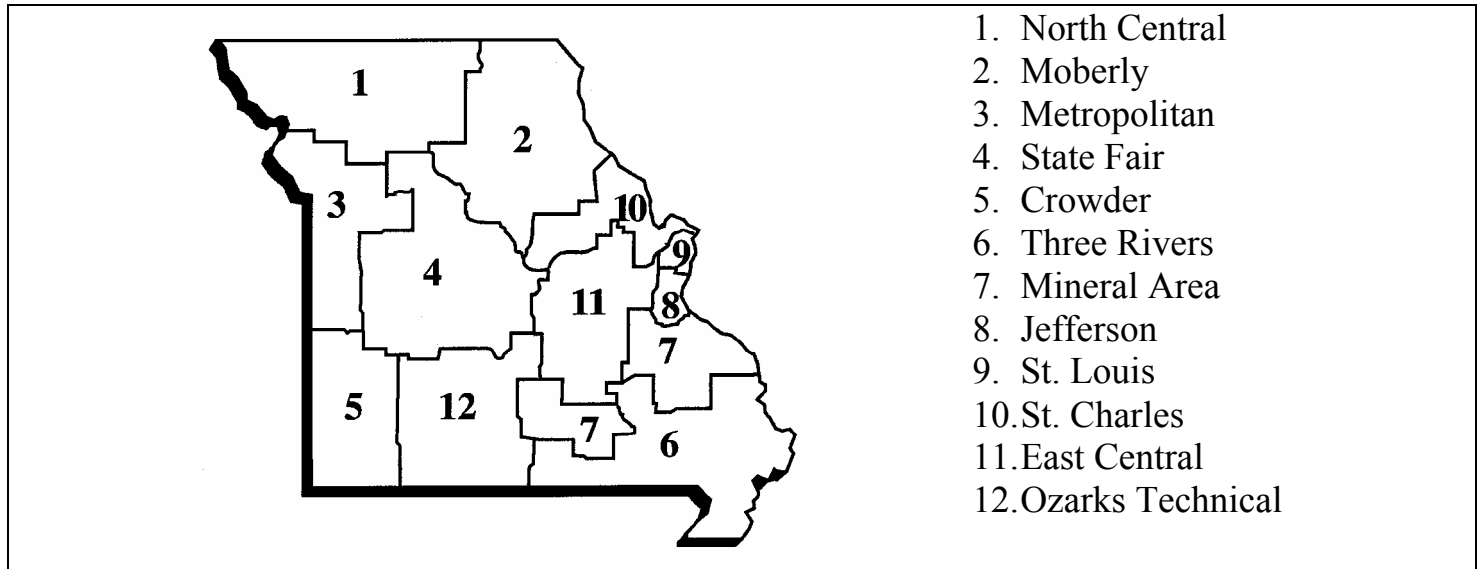 1
2
3
10
9
4
11
8
7
5
12
7
6
1. North Central
2. Moberly
3. Metropolitan
4. State Fair
5. Crowder
6. Three Rivers
7. Mineral Area
8. Jefferson
9. St. Louis
10.St. Charles
11.East Central
12.Ozarks Technical